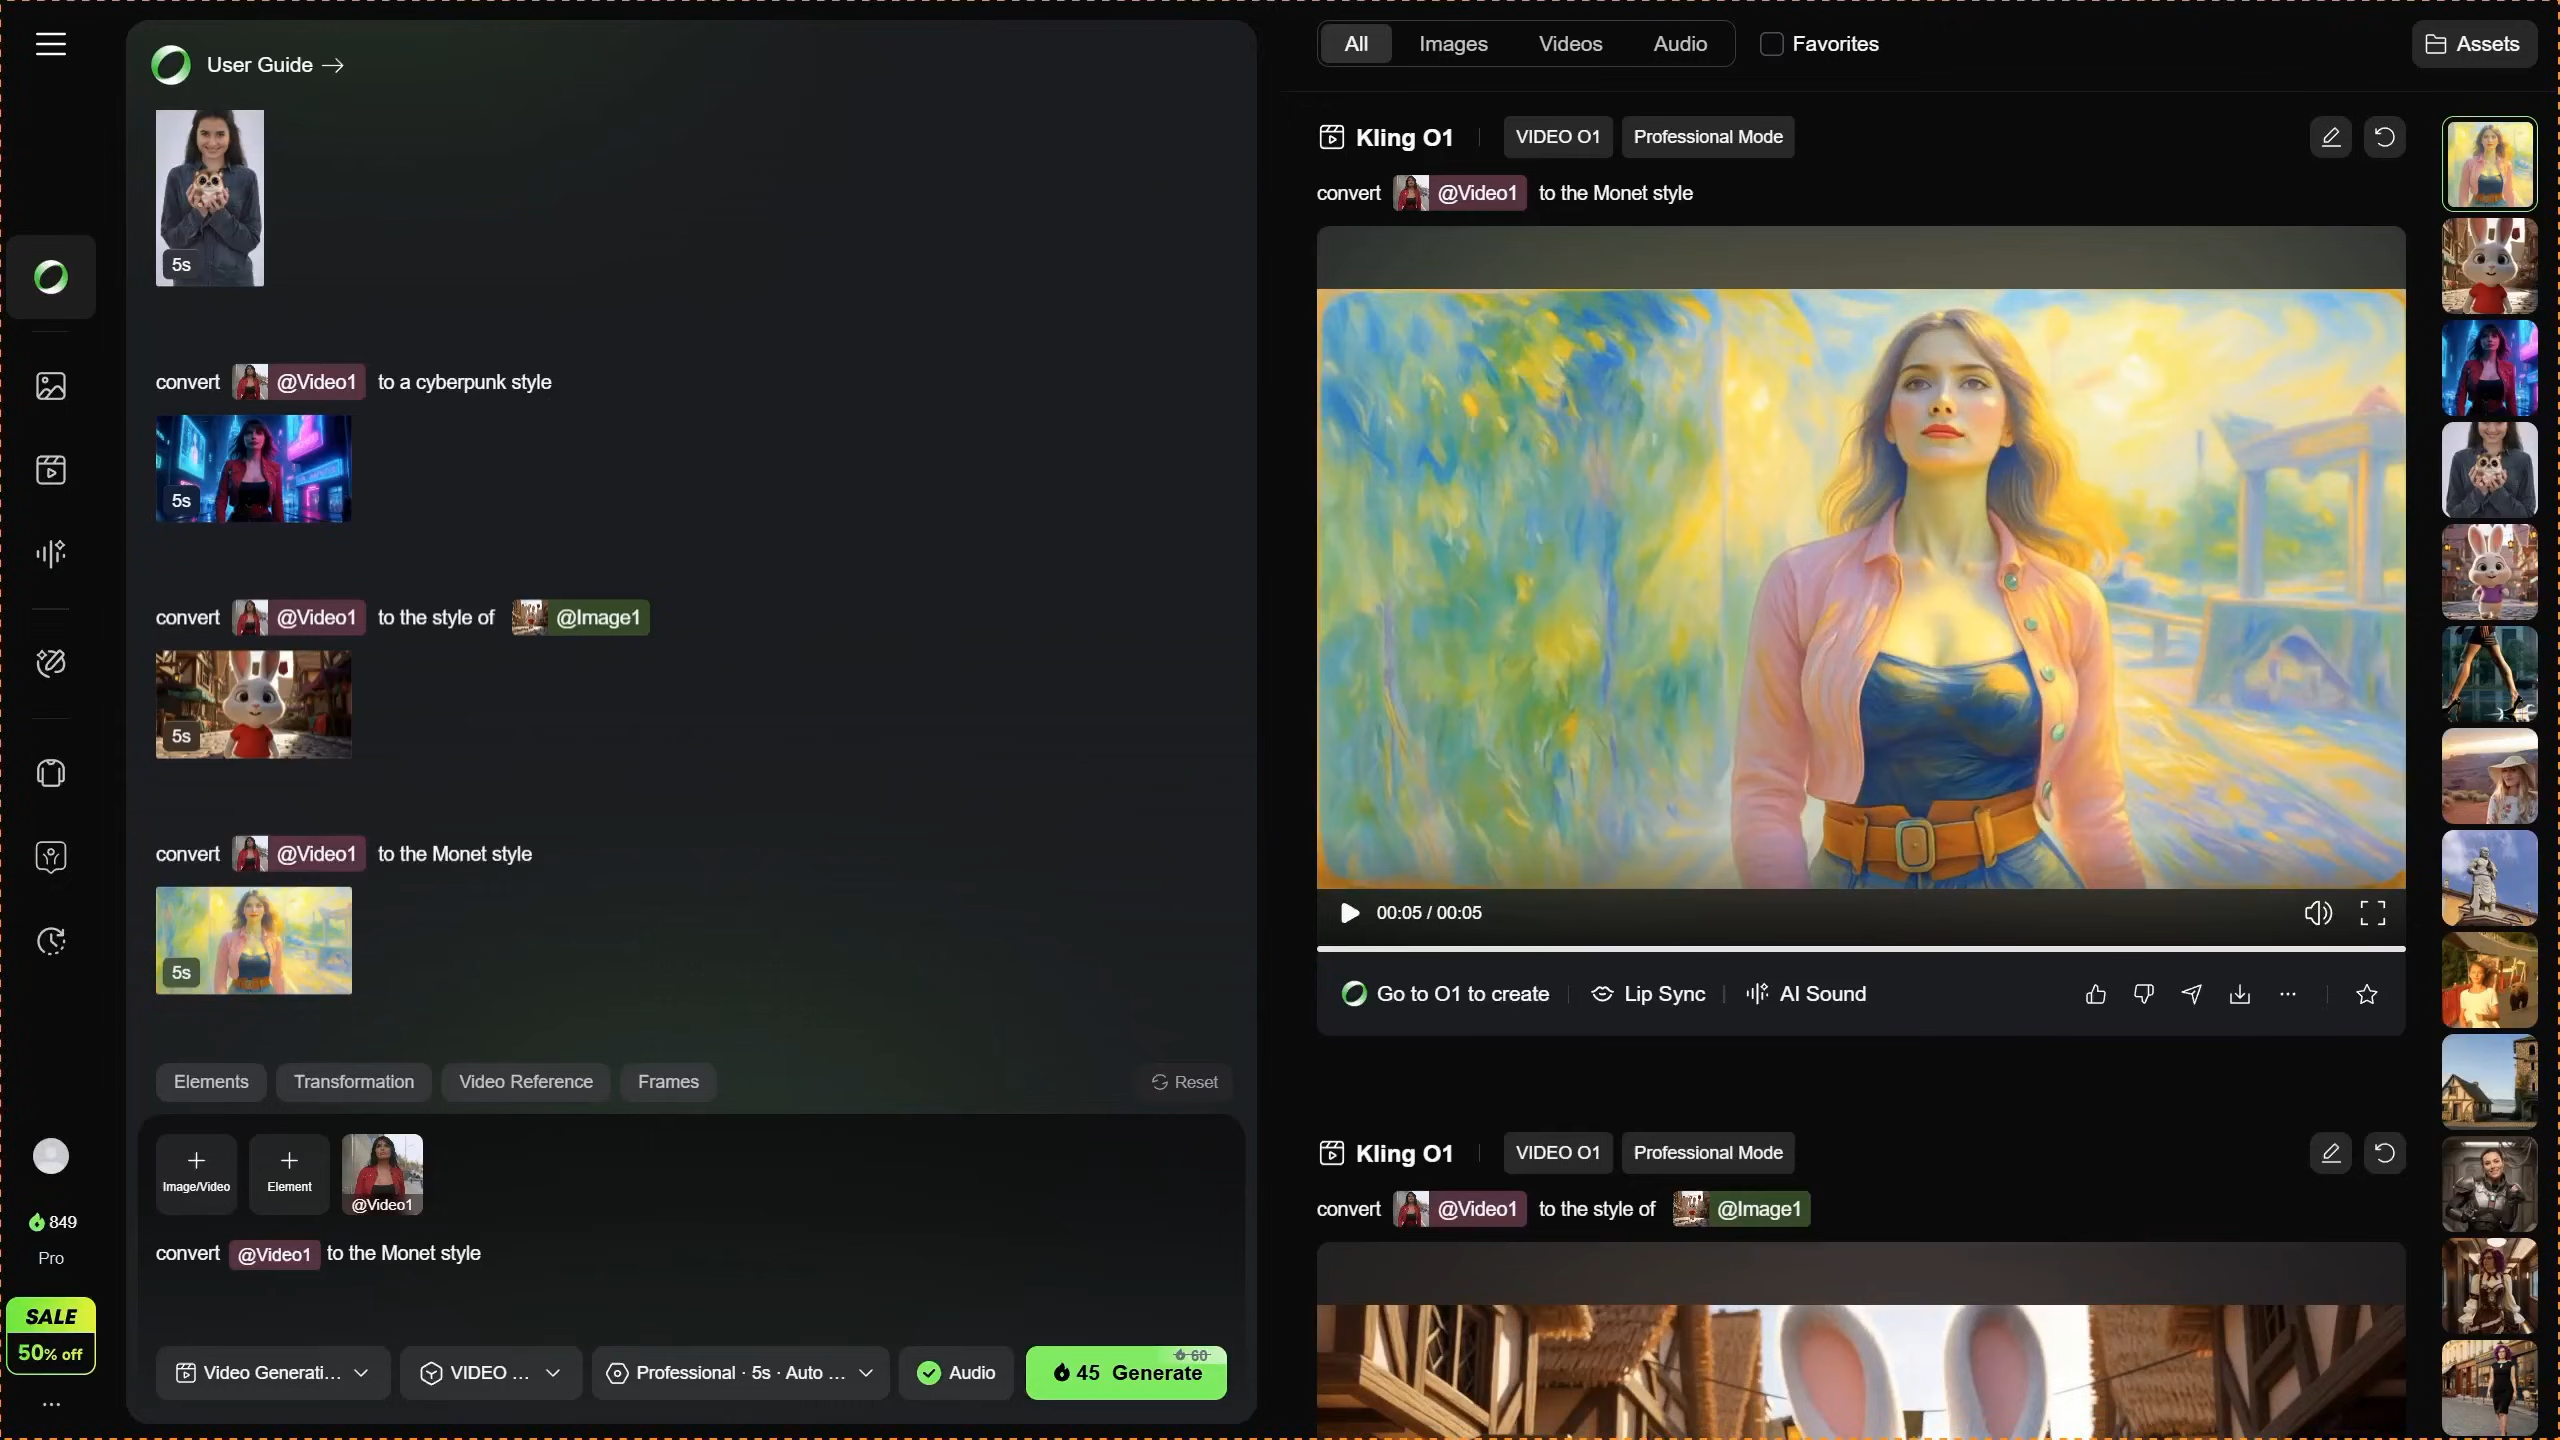 User Guide →
5s
convert @Video1 to a cyberpunk style
5s
convert @Video1 to the style of @Image1
5s
convert @Video1 to the Monet style
5s
Elements
Transformation
Video Reference
Frames
Reset
Image/Video
Element
@Video1
convert @Video1 to the Monet style
Video Generati...
VIDEO ...
Professional · 5s · Auto ...
Audio
60
45 Generate
849
Pro
SALE
50% off
...
All
Images
Videos
Audio
Favorites
Assets
Kling O1
VIDEO O1
Professional Mode
convert @Video1 to the Monet style
00:05 / 00:05
Go to O1 to create
Lip Sync
AI Sound
Kling O1
VIDEO O1
Professional Mode
convert @Video1 to the style of @Image1